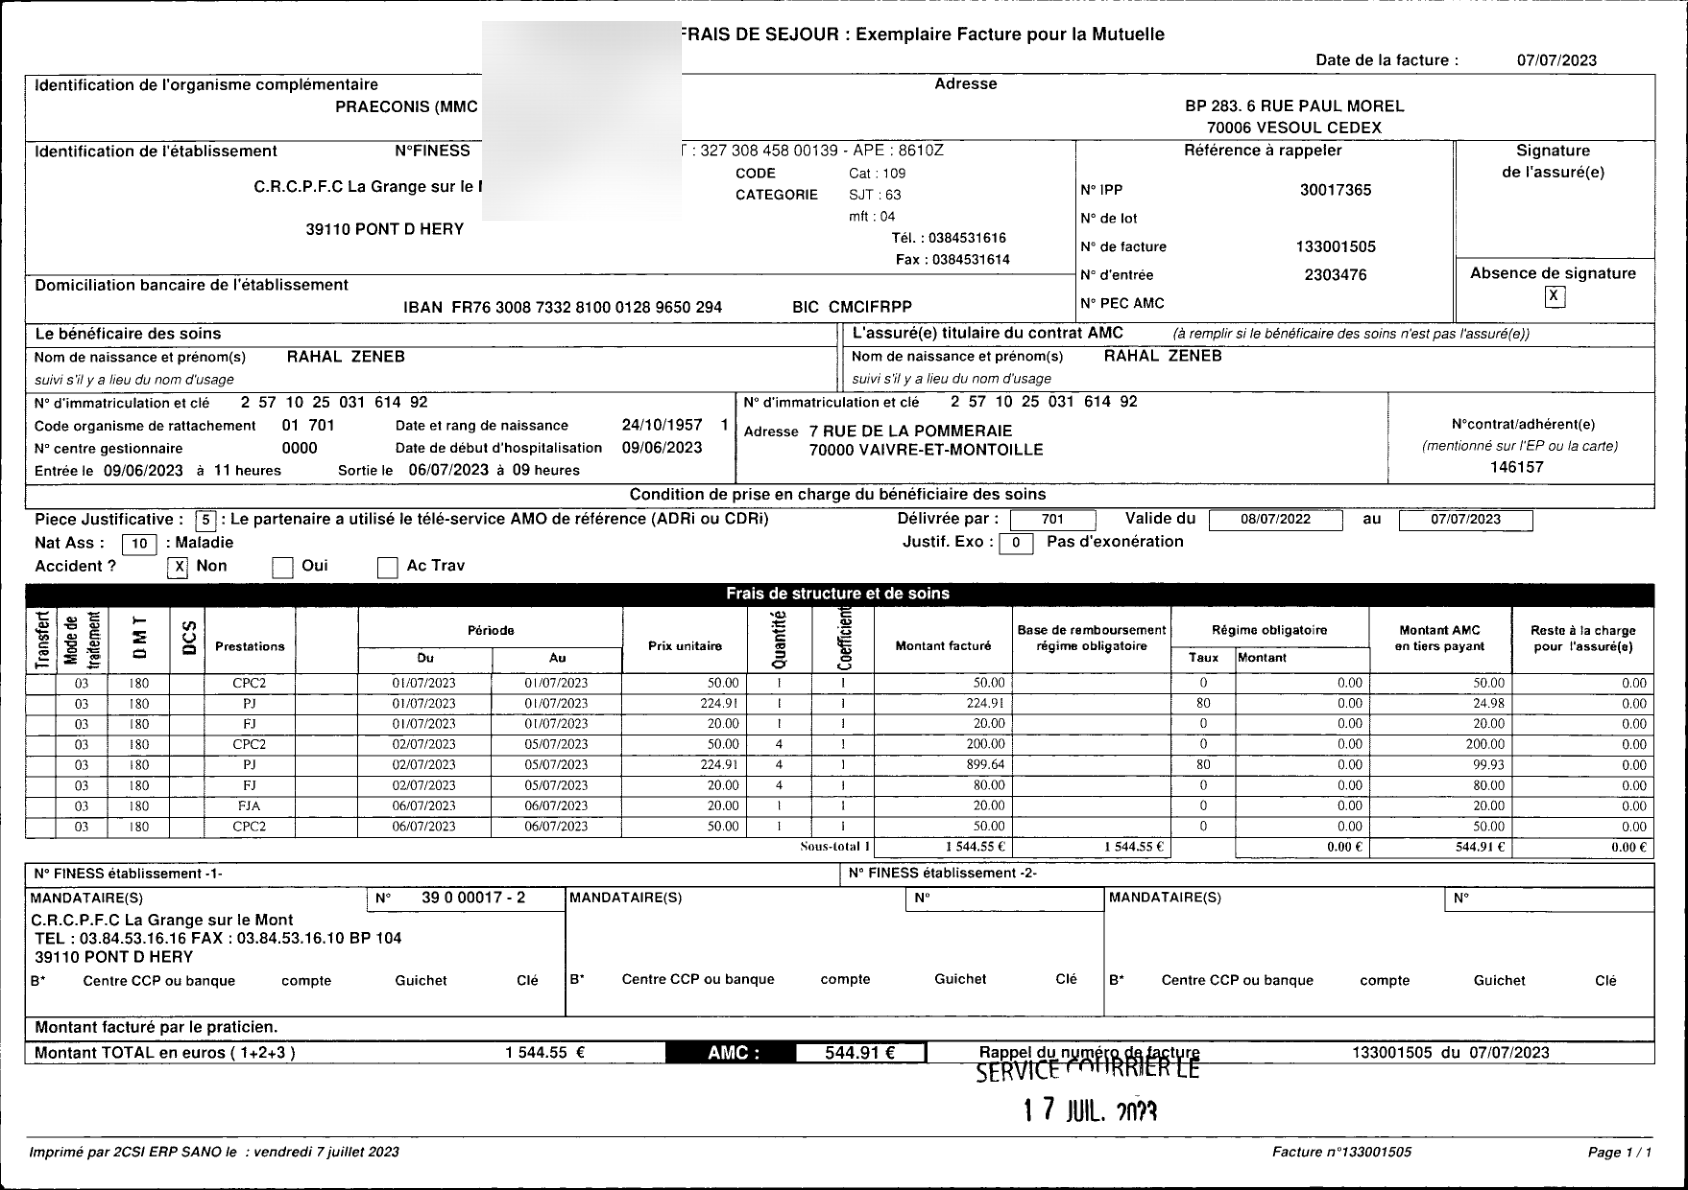 FRAIS DE SEJOUR : Exemplaire Facture pour la Mutuelle
Date de la facture : 07/07/2023
Identification de l'organisme complémentaire Adresse
PRAECONIS (MMC BP 283. 6 RUE PAUL MOREL
70006 VESOUL CEDEX
Identification de l'établissement N°FINESS : 327 308 458 00139 - APE : 8610Z Référence à rappeler Signature
de l'assuré(e)
CODE Cat : 109
C.R.C.P.F.C La Grange sur le N° IPP 30017365
CATEGORIE SJT : 63
mft : 04 N° de lot
39110 PONT D HERY Tél. : 0384531616
N° de facture 133001505
Fax : 0384531614
N° d'entrée 2303476 Absence de signature
Domiciliation bancaire de l'établissement X
IBAN FR76 3008 7332 8100 0128 9650 294 BIC CMCIFRPP N° PEC AMC
Le bénéficaire des soins L'assuré(e) titulaire du contrat AMC (à remplir si le bénéficaire des soins n'est pas l'assuré(e))
Nom de naissance et prénom(s) RAHAL ZENEB Nom de naissance et prénom(s) RAHAL ZENEB
suivi s'il y a lieu du nom d'usage suivi s'il y a lieu du nom d'usage
N° d'immatriculation et clé 2 57 10 25 031 614 92 N° d'immatriculation et clé 2 57 10 25 031 614 92
Code organisme de rattachement 01 701 Date et rang de naissance 24/10/1957 1 Adresse 7 RUE DE LA POMMERAIE N°contrat/adhérent(e)
N° centre gestionnaire 0000 Date de début d'hospitalisation 09/06/2023 70000 VAIVRE-ET-MONTOILLE (mentionné sur l'EP ou la carte)
Entrée le 09/06/2023 à 11 heures Sortie le 06/07/2023 à 09 heures 146157
Condition de prise en charge du bénéficiaire des soins
Piece Justificative : 5 : Le partenaire a utilisé le télé-service AMO de référence (ADRi ou CDRi) Délivrée par : 701 Valide du 08/07/2022 au 07/07/2023
Nat Ass : 10 : Maladie Justif. Exo : 0 Pas d'exonération
Accident ? X Non Oui Ac Trav
Frais de structure et de soins
Transfert Mode de traitement DMT DCS Prestations Période Prix unitaire Quantité Coefficient Montant facturé Base de remboursement régime obligatoire Régime obligatoire Montant AMC en tiers payant Reste à la charge pour l'assuré(e)
Du Au Taux Montant
03 180 CPC2 01/07/2023 01/07/2023 50.00 1 1 50.00 0 0.00 50.00 0.00
03 180 PJ 01/07/2023 01/07/2023 224.91 1 1 224.91 80 0.00 24.98 0.00
03 180 FJ 01/07/2023 01/07/2023 20.00 1 1 20.00 0 0.00 20.00 0.00
03 180 CPC2 02/07/2023 05/07/2023 50.00 4 1 200.00 0 0.00 200.00 0.00
03 180 PJ 02/07/2023 05/07/2023 224.91 4 1 899.64 80 0.00 99.93 0.00
03 180 FJ 02/07/2023 05/07/2023 20.00 4 1 80.00 0 0.00 80.00 0.00
03 180 FJA 06/07/2023 06/07/2023 20.00 1 1 20.00 0 0.00 20.00 0.00
03 180 CPC2 06/07/2023 06/07/2023 50.00 1 1 50.00 0 0.00 50.00 0.00
Sous-total 1 1 544.55 € 1 544.55 € 0.00 € 544.91 € 0.00 €
N° FINESS établissement -1- N° FINESS établissement -2-
MANDATAIRE(S) N° 39 0 00017 - 2 MANDATAIRE(S) N° MANDATAIRE(S) N°
C.R.C.P.F.C La Grange sur le Mont
TEL : 03.84.53.16.16 FAX : 03.84.53.16.10 BP 104
39110 PONT D HERY
B* Centre CCP ou banque compte Guichet Clé B* Centre CCP ou banque compte Guichet Clé B* Centre CCP ou banque compte Guichet Clé
Montant facturé par le praticien.
Montant TOTAL en euros ( 1+2+3 ) 1 544.55 € AMC : 544.91 € Rappel du numéro de facture 133001505 du 07/07/2023
SERVICE COURRIER LE
17 JUIL. 2023
Imprimé par 2CSI ERP SANO le : vendredi 7 juillet 2023 Facture n°133001505 Page 1 / 1